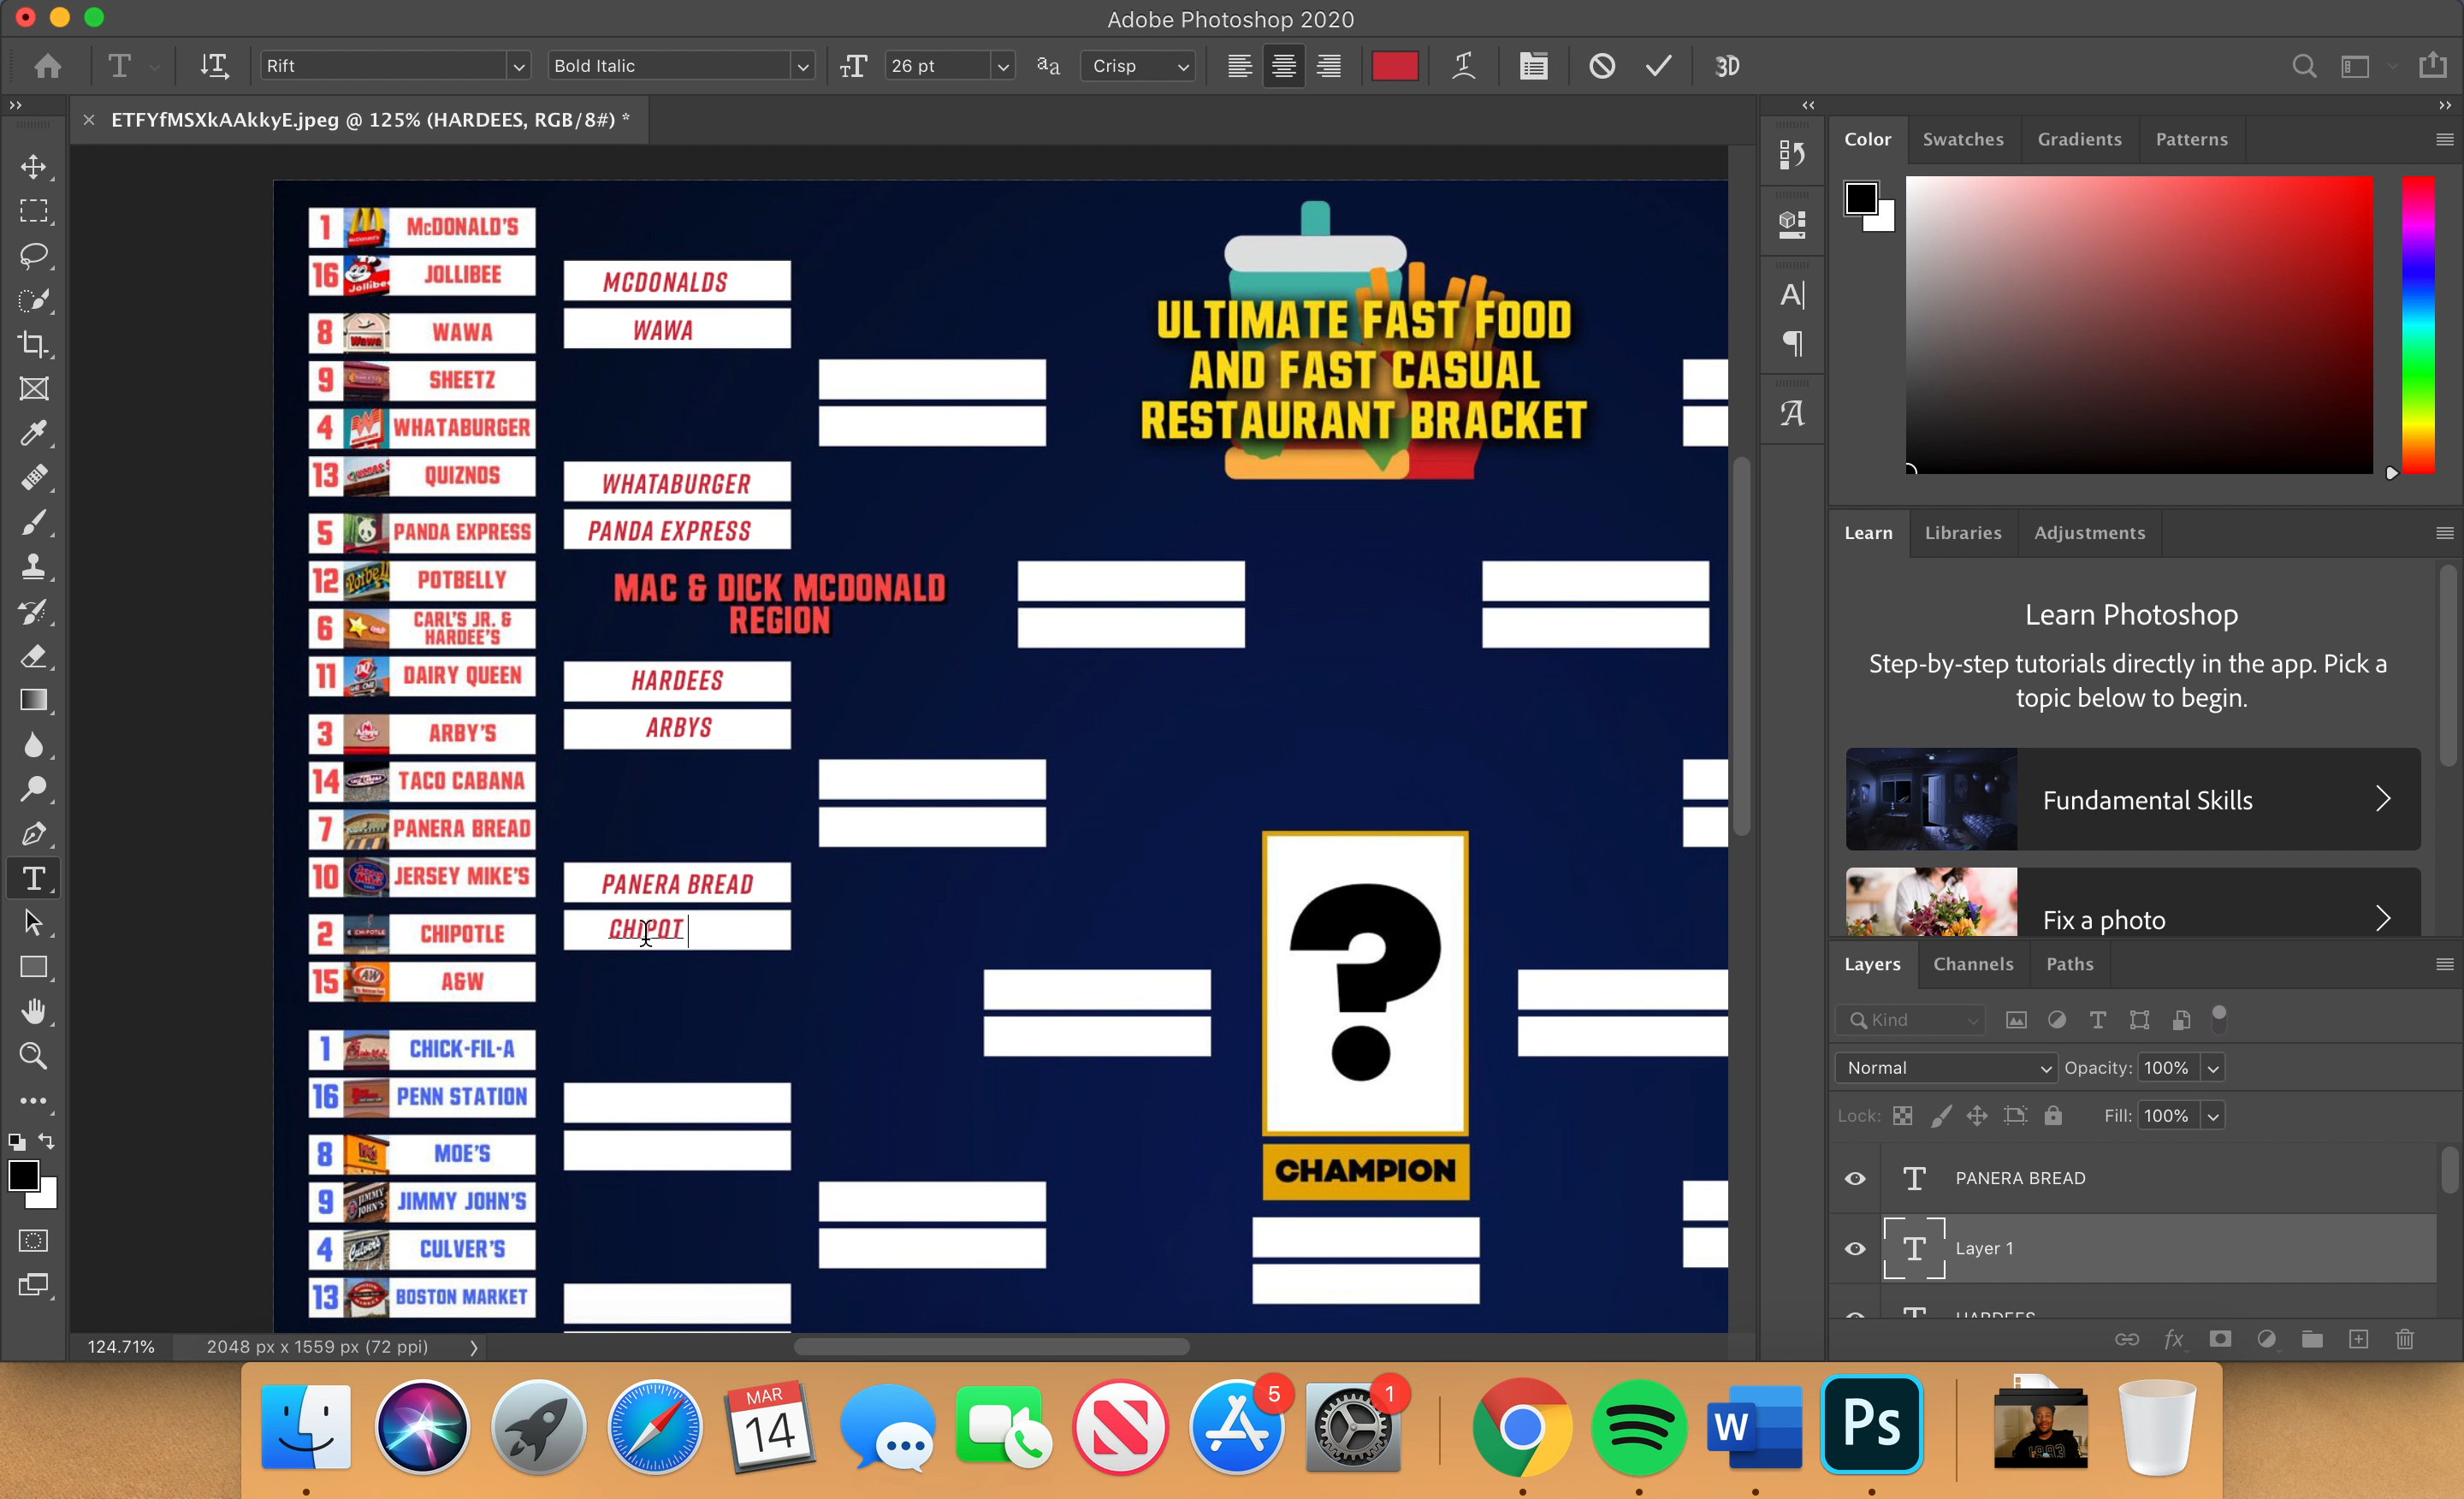 Adobe Photoshop 2020
Rift
Bold Italic
26 pt
Crisp
3D
ETFYfMSXkAAkkyE.jpeg @ 125% (HARDEES, RGB/8#) *
1 McDONALD'S
16 JOLLIBEE
8 WAWA
9 SHEETZ
4 WHATABURGER
13 QUIZNOS
5 PANDA EXPRESS
12 POTBELLY
6 CARL'S JR. &
HARDEE'S
11 DAIRY QUEEN
3 ARBY'S
14 TACO CABANA
7 PANERA BREAD
10 JERSEY MIKE'S
2 CHIPOTLE
15 A&W
1 CHICK-FIL-A
16 PENN STATION
8 MOE'S
9 JIMMY JOHN'S
4 CULVER'S
13 BOSTON MARKET
MCDONALDS
WAWA
WHATABURGER
PANDA EXPRESS
MAC & DICK MCDONALD
REGION
HARDEES
ARBYS
PANERA BREAD
CHIPOT
ULTIMATE FAST FOOD
AND FAST CASUAL
RESTAURANT BRACKET
?
CHAMPION
Color
Swatches
Gradients
Patterns
Learn
Libraries
Adjustments
Learn Photoshop
Step-by-step tutorials directly in the app. Pick a
topic below to begin.
Fundamental Skills
Fix a photo
Layers
Channels
Paths
Kind
Normal
Opacity: 100%
Lock:
Fill: 100%
PANERA BREAD
Layer 1
HARDEES
124.71%
2048 px x 1559 px (72 ppi)
MAR
14
5
1
W
Ps